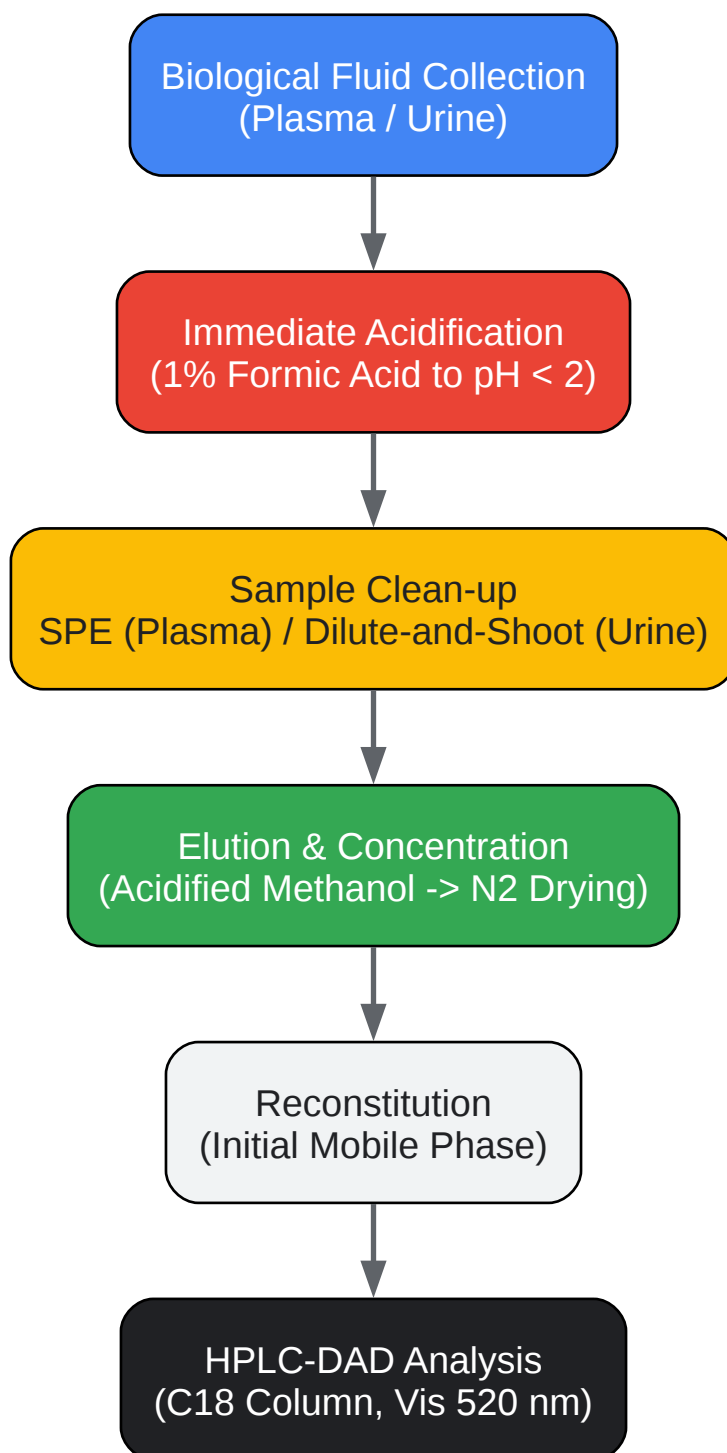 Biological Fluid Collection
(Plasma / Urine)
Immediate Acidification
(1% Formic Acid to pH < 2)
Sample Clean-up
SPE (Plasma) / Dilute-and-Shoot (Urine)
Elution & Concentration
(Acidified Methanol -> N2 Drying)
Reconstitution
(Initial Mobile Phase)
HPLC-DAD Analysis
(C18 Column, Vis 520 nm)